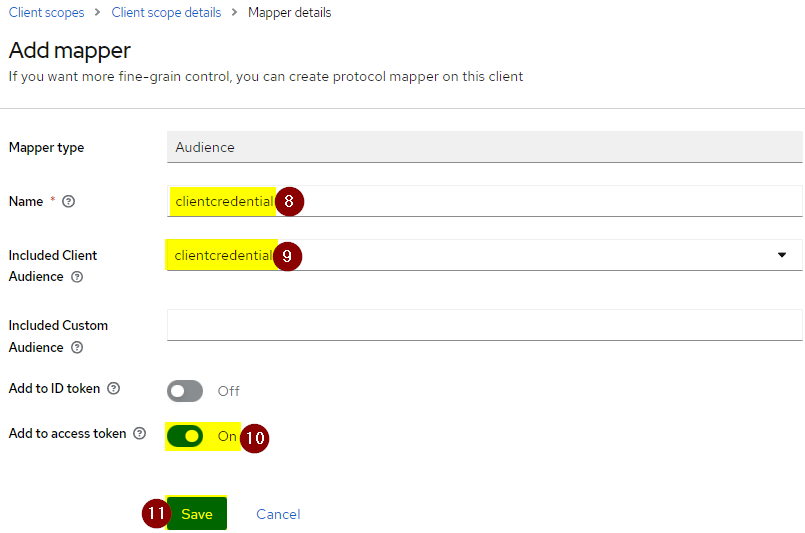 Client scopes > Client scope details > Mapper details
Add mapper
If you want more fine-grain control, you can create protocol mapper on this client
Mapper type Audience
Name * clientcredential 8
Included Client Audience clientcredential 9
Included Custom Audience
Add to ID token Off
Add to access token On 10
11 Save Cancel